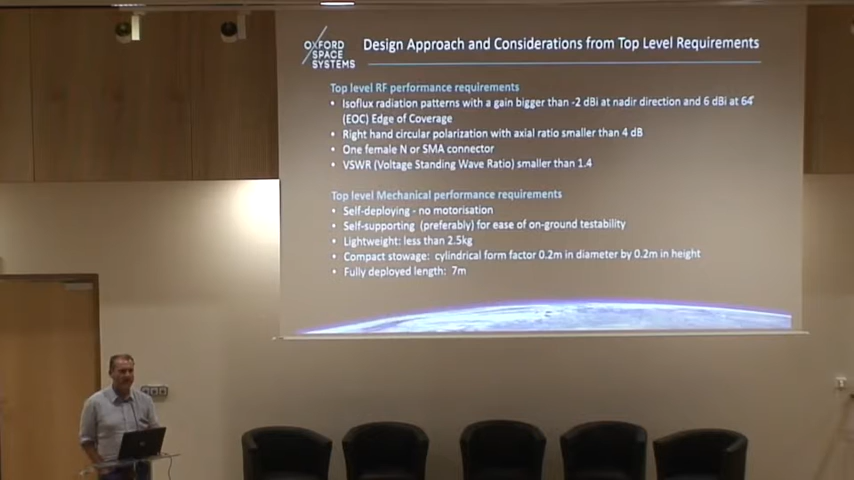 OXFORD
SPACE
SYSTEMS
Design Approach and Considerations from Top Level Requirements
Top level RF performance requirements
• Isoflux radiation patterns with a gain bigger than -2 dBi at nadir direction and 6 dBi at 64°
(EOC) Edge of Coverage
• Right hand circular polarization with axial ratio smaller than 4 dB
• One female N or SMA connector
• VSWR (Voltage Standing Wave Ratio) smaller than 1.4
Top level Mechanical performance requirements
• Self-deploying - no motorisation
• Self-supporting (preferably) for ease of on-ground testability
• Lightweight: less than 2.5kg
• Compact stowage: cylindrical form factor 0.2m in diameter by 0.2m in height
• Fully deployed length: 7m